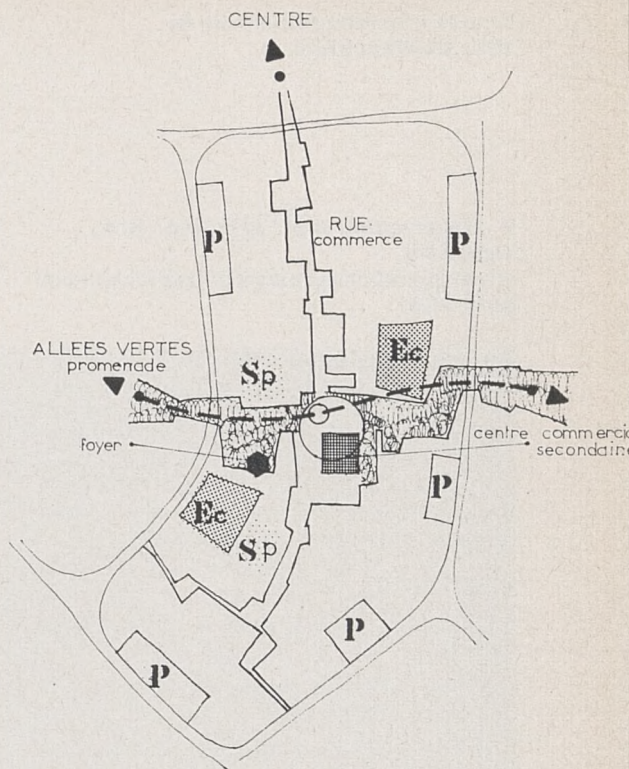 CENTRE
RUE
commerce
P
P
ALLEES VERTES
promenade
Ec
Sp
foyer
centre commerci
secondaire
P
Ec
Sp
P
P